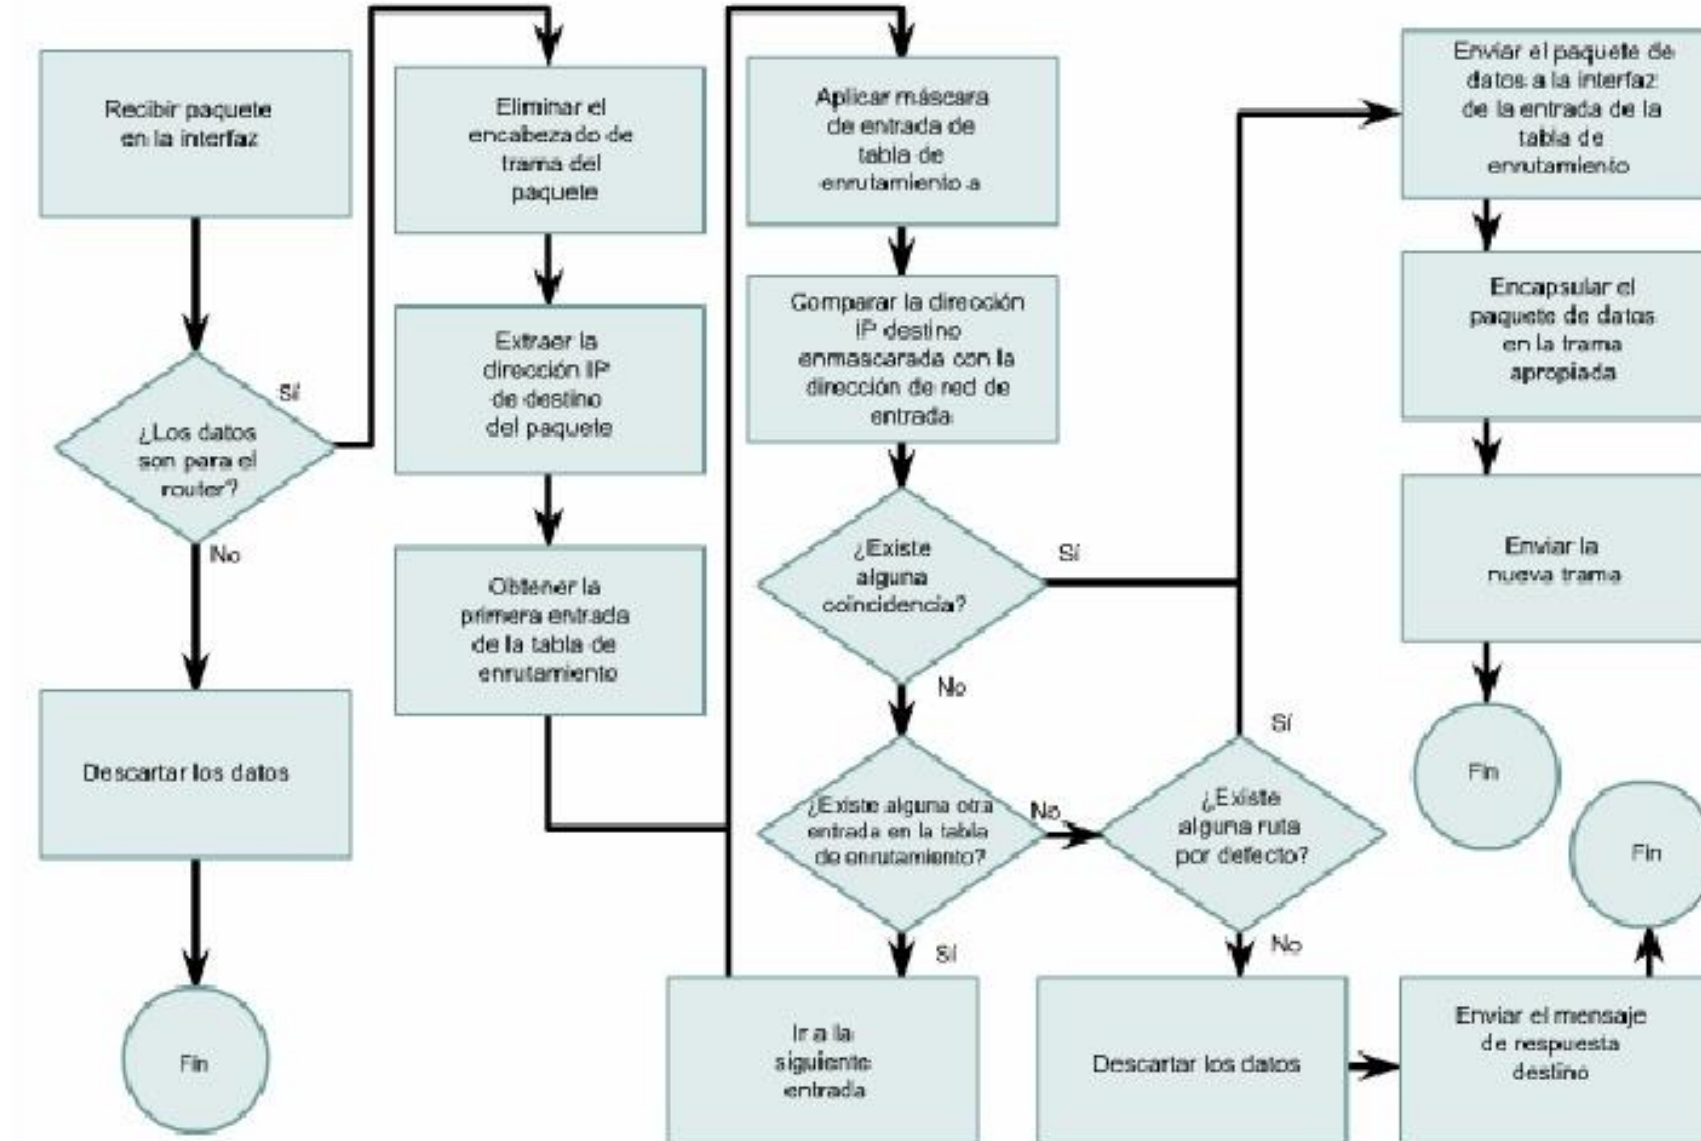 Recibir paquete
en la interfaz
¿Los datos
son para el
router?
Sí
No
Descartar los datos
Fin
Eliminar el
encabezado de
trama del
paquete
Extraer la
dirección IP
de destino
del paquete
Obtener la
primera entrada
de la tabla de
enrutamiento
Aplicar máscara
de entrada de
tabla de
enrutamiento a
Comparar la dirección
IP destino
enmascarada con la
dirección de red de
entrada
¿Existe
alguna
coincidencia?
Sí
No
¿Existe alguna otra
entrada en la tabla
de enrutamiento?
No
Sí
Ir a la
siguiente
entrada
¿Existe
alguna ruta
por defecto?
Sí
No
Descartar los datos
Enviar el mensaje
de respuesta
destino
Fin
Enviar el paquete de
datos a la interfaz
de la entrada de la
tabla de
enrutamiento
Encapsular el
paquete de datos
en la trama
apropiada
Enviar la
nueva trama
Fin